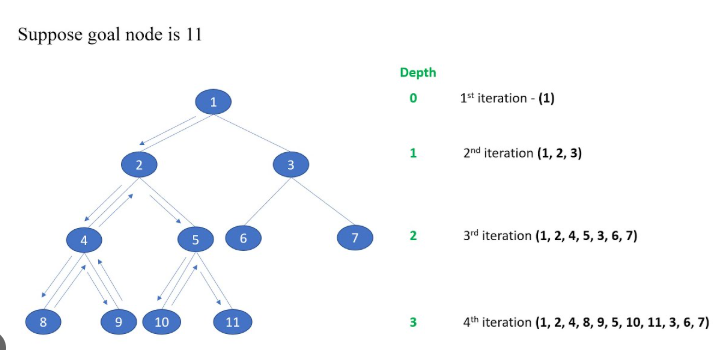 Suppose goal node is 11
Depth
0 1st iteration - (1)
1
2 3
1 2nd iteration (1, 2, 3)
4 5 6 7
2 3rd iteration (1, 2, 4, 5, 3, 6, 7)
8 9 10 11
3 4th iteration (1, 2, 4, 8, 9, 5, 10, 11, 3, 6, 7)